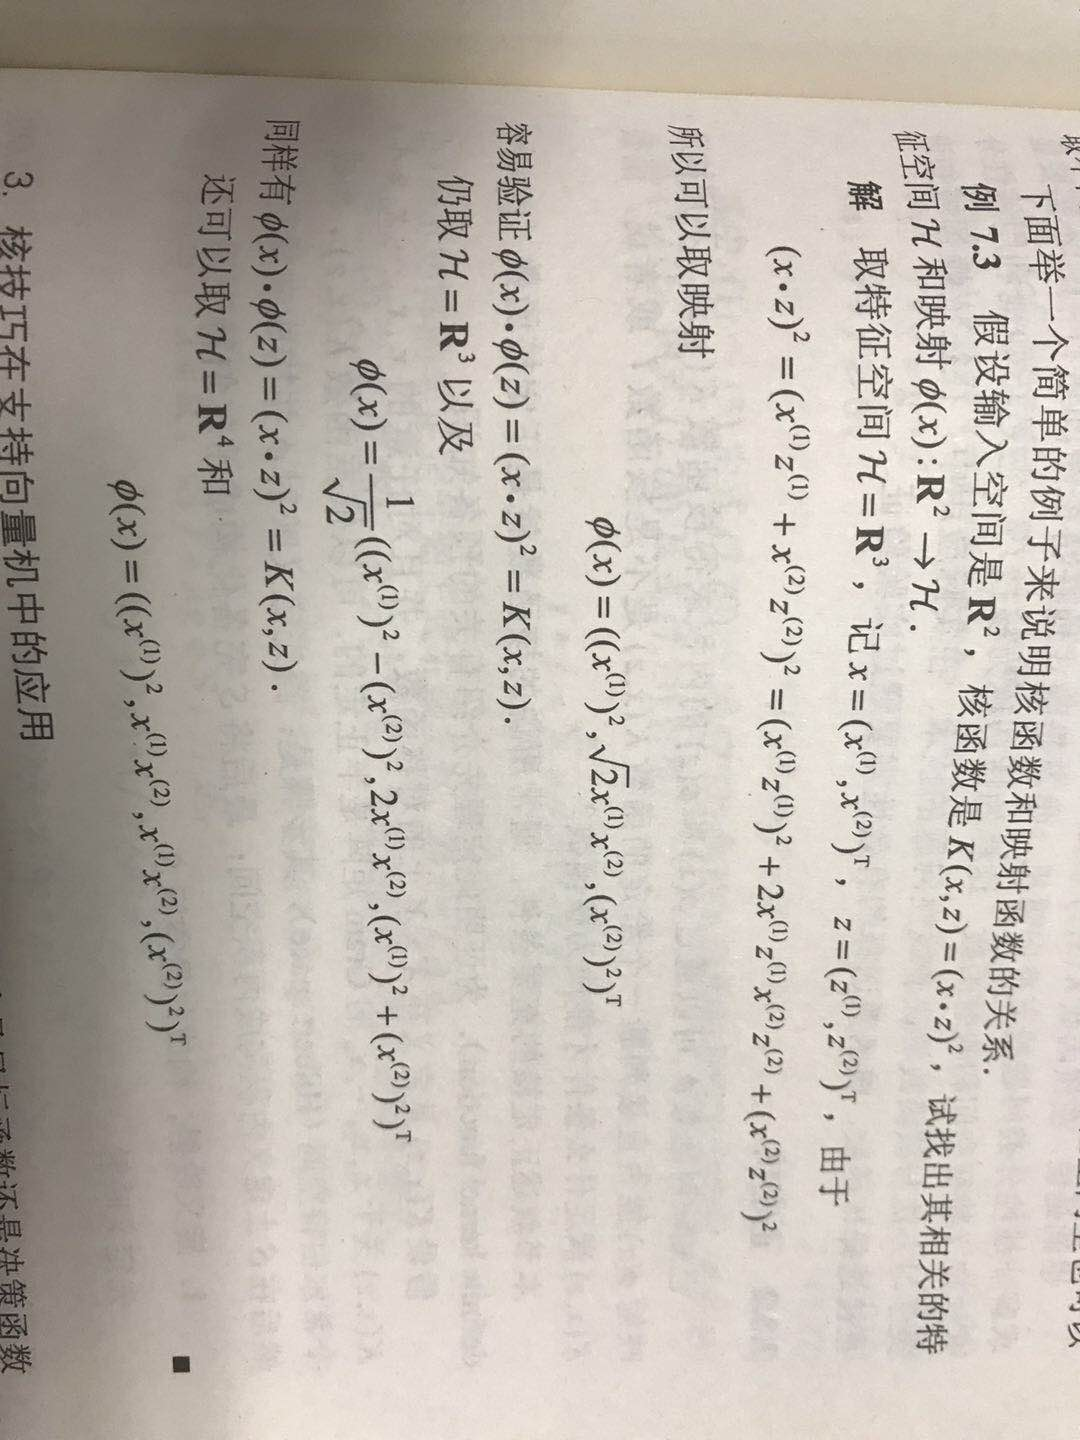 下面举一个简单的例子来说明核函数和映射函数的关系.
例 7.3 假设输入空间是 R², 核函数是 K(x,z)=(x•z)², 试找出其相关的特
征空间 ℋ 和映射 ϕ(x):R²→ℋ.
解 取特征空间 ℋ=R³, 记 x=(x⁽¹⁾,x⁽²⁾)ᵀ, z=(z⁽¹⁾,z⁽²⁾)ᵀ, 由于
(x•z)²=(x⁽¹⁾z⁽¹⁾+x⁽²⁾z⁽²⁾)²=(x⁽¹⁾z⁽¹⁾)²+2x⁽¹⁾z⁽¹⁾x⁽²⁾z⁽²⁾+(x⁽²⁾z⁽²⁾)²
所以可以取映射
ϕ(x)=((x⁽¹⁾)²,√2x⁽¹⁾x⁽²⁾,(x⁽²⁾)²)ᵀ
容易验证 ϕ(x)•ϕ(z)=(x•z)²=K(x,z).
仍取 ℋ=R³ 以及
ϕ(x)=1/√2((x⁽¹⁾)²−(x⁽²⁾)²,2x⁽¹⁾x⁽²⁾,(x⁽¹⁾)²+(x⁽²⁾)²)ᵀ
同样有 ϕ(x)•ϕ(z)=(x•z)²=K(x,z).
还可以取 ℋ=R⁴ 和
ϕ(x)=((x⁽¹⁾)²,x⁽¹⁾x⁽²⁾,x⁽¹⁾x⁽²⁾,(x⁽²⁾)²)ᵀ
■
3. 核技巧在支持向量机中的应用
函数还是决策函数